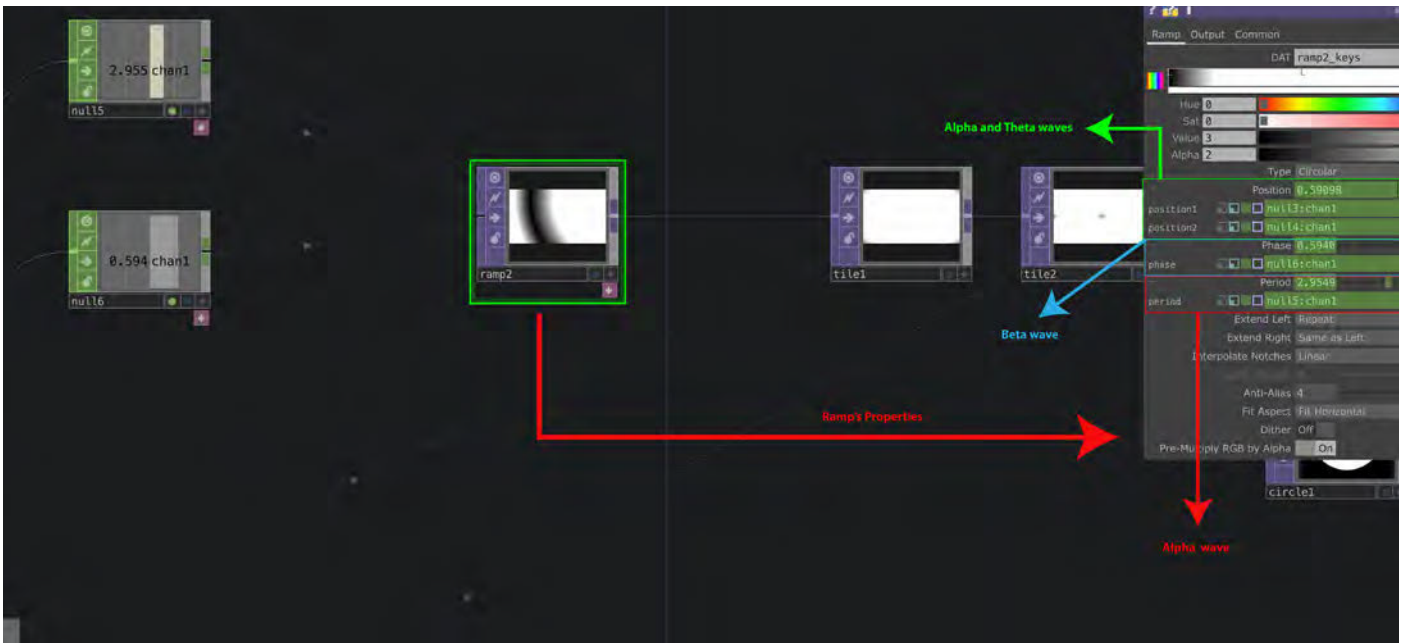 2.955 chan1
null5
0.594 chan1
null6
ramp2
tile1
tile2
circle1
Alpha and Theta waves
Beta wave
Ramp's Properties
Alpha wave
Ramp Output Common
DAT ramp2_keys
Hue 0
Sat 0
Value 3
Alpha 2
Type Circular
Position 0.59098
position1 null3:chan1
position2 null4:chan1
Phase 0.5940
phase null6:chan1
Period 2.9549
period null5:chan1
Extend Left Repeat
Extend Right Same as Left
Interpolate Notches Linear
Anti-Alias 4
Fit Aspect Fit Horizontal
Dither Off
Pre-Multiply RGB by Alpha On